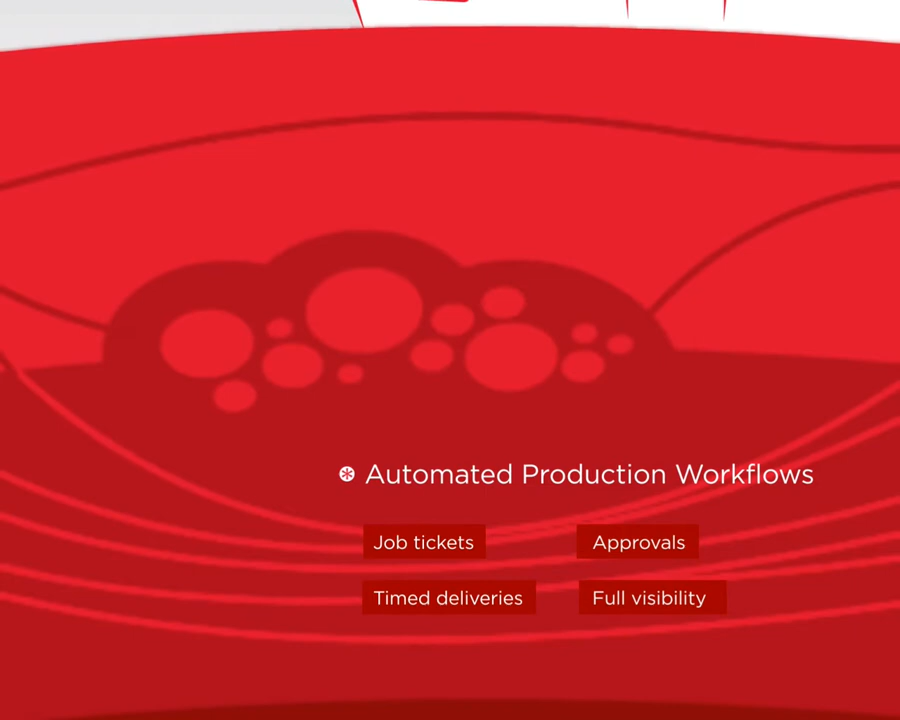 Automated Production Workflows
Job tickets
Approvals
Timed deliveries
Full visibility